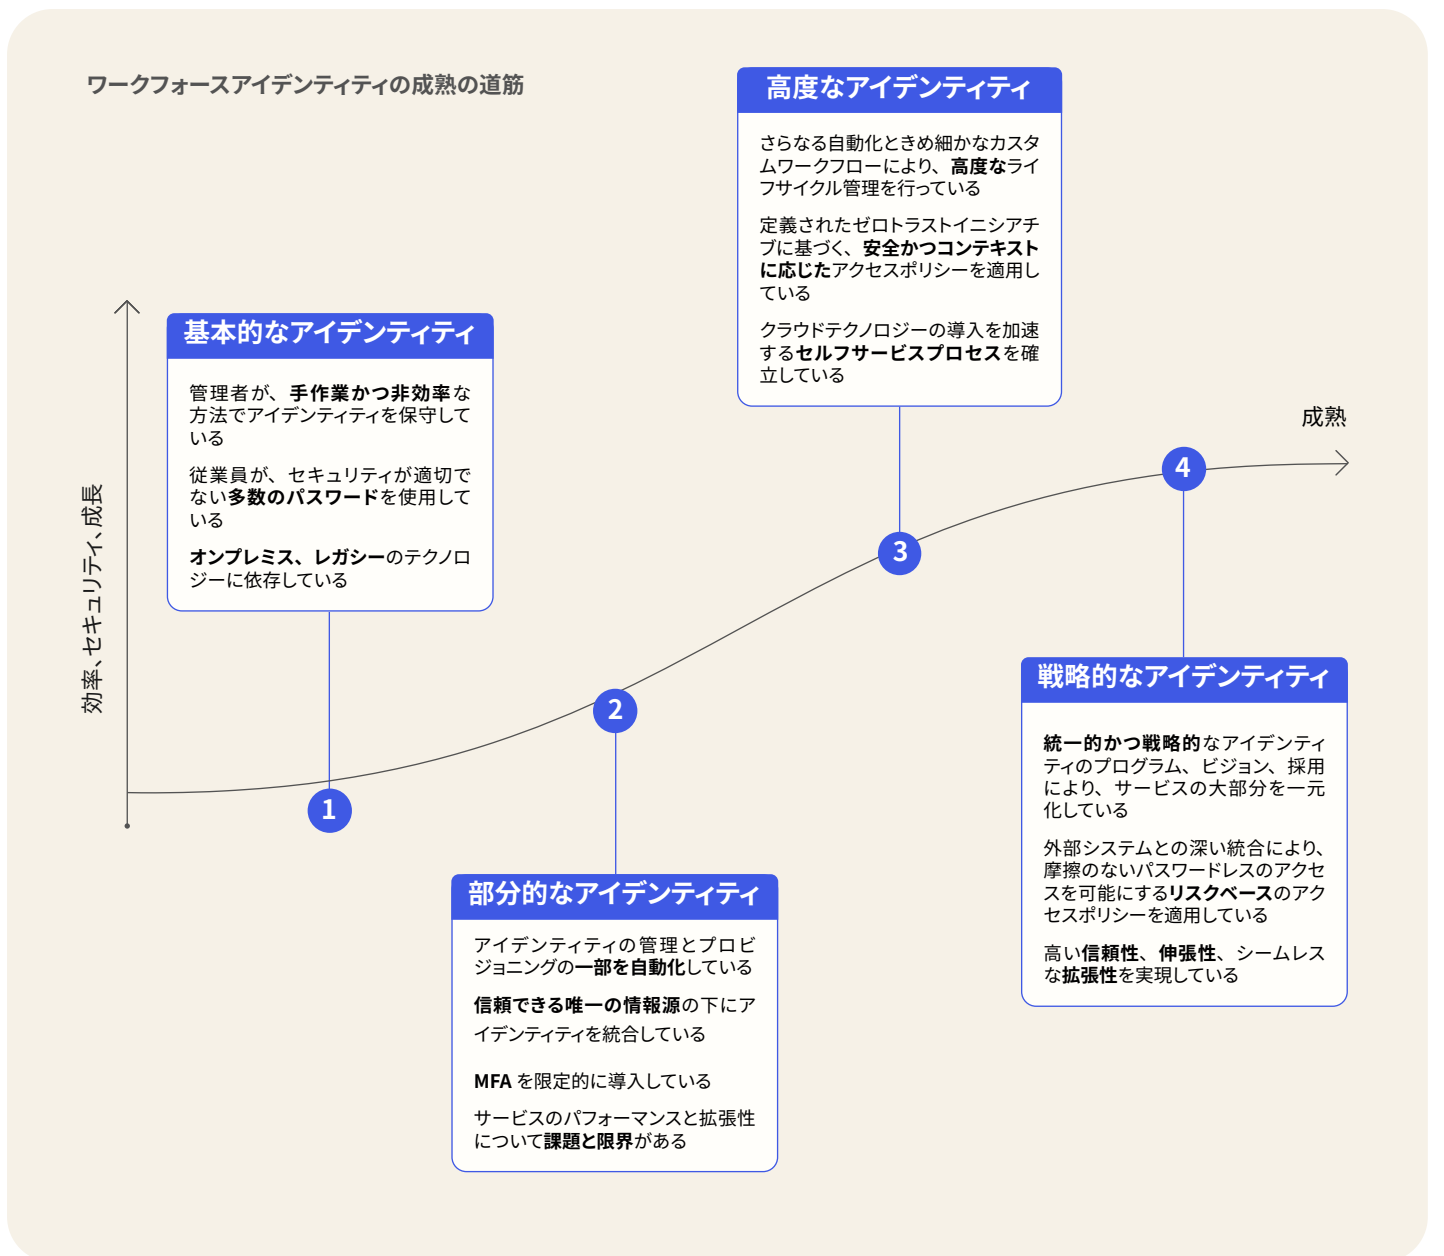 ワークフォースアイデンティティの成熟の道筋
効率、セキュリティ、成長
成熟
基本的なアイデンティティ
管理者が、手作業かつ非効率な
方法でアイデンティティを保守して
いる
従業員が、セキュリティが適切で
ない多数のパスワードを使用して
いる
オンプレミス、レガシーのテクノロ
ジーに依存している
1
2
部分的なアイデンティティ
アイデンティティの管理とプロビ
ジョニングの一部を自動化している
信頼できる唯一の情報源の下にア
イデンティティを統合している
MFA を限定的に導入している
サービスのパフォーマンスと拡張性
について課題と限界がある
高度なアイデンティティ
さらなる自動化ときめ細かなカスタ
ムワークフローにより、高度なライ
フサイクル管理を行っている
定義されたゼロトラストイニシアチ
ブに基づく、安全かつコンテキスト
に応じたアクセスポリシーを適用し
ている
クラウドテクノロジーの導入を加速
するセルフサービスプロセスを確
立している
3
4
戦略的なアイデンティティ
統一的かつ戦略的なアイデンティ
ティのプログラム、ビジョン、採用
により、サービスの大部分を一元
化している
外部システムとの深い統合により、
摩擦のないパスワードレスのアクセ
スを可能にするリスクベースのアク
セスポリシーを適用している
高い信頼性、伸張性、シームレス
な拡張性を実現している